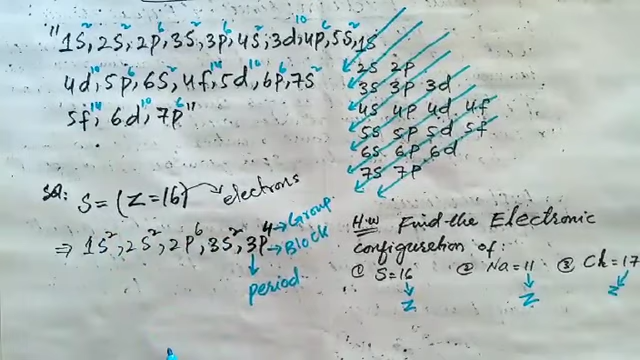 "1S², 2S², 2p⁶, 3S², 3p⁶, 4S², 3d¹⁰, 4p⁶, 5S²,
4d¹⁰, 5p⁶, 6S², 4f¹⁴, 5d¹⁰, 6p⁶, 7S²
5f¹⁴, 6d¹⁰, 7p⁶"
Sol: S = (Z=16) → electrons
⇒ 1S², 2S², 2p⁶, 3S², 3p⁴ → Group
→ Block
period
1S
2S 2p
3S 3p 3d
4S 4p 4d 4f
5S 5p 5d 5f
6S 6p 6d
7S 7p
H.w Find the Electronic
configuration of:
① S=16 ② Na=11 ③ Ch=17
Z Z Z